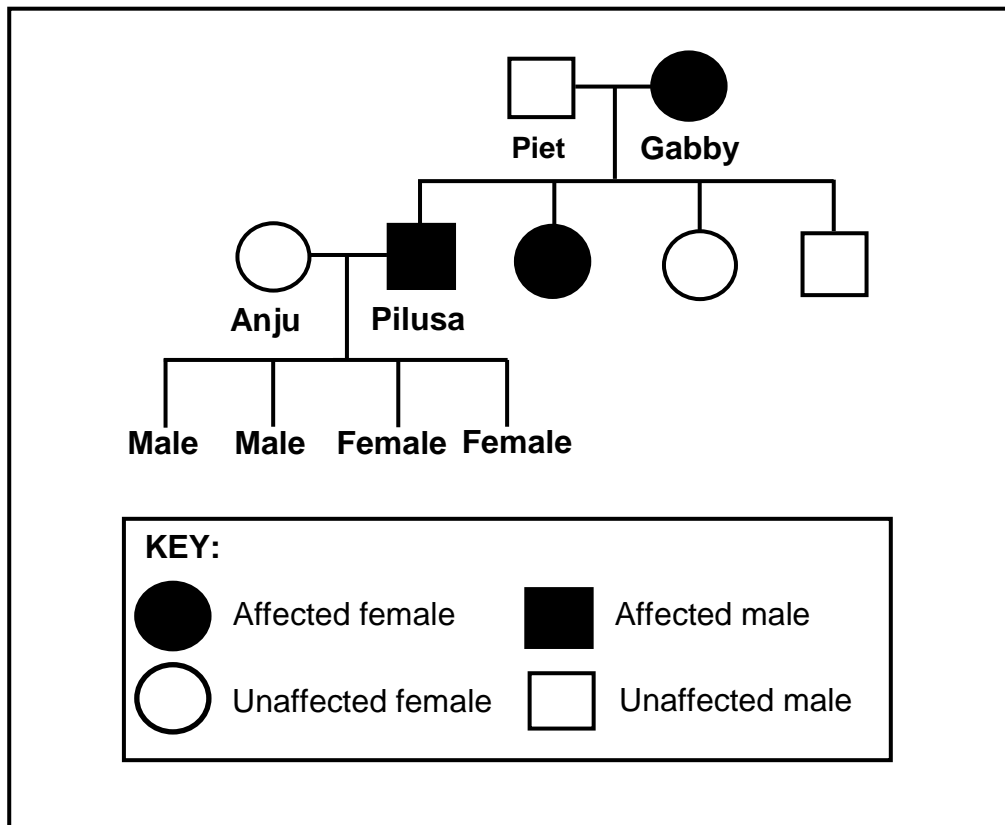 Piet Gabby
Anju Pilusa
Male Male Female Female
KEY:
Affected female Affected male
Unaffected female Unaffected male